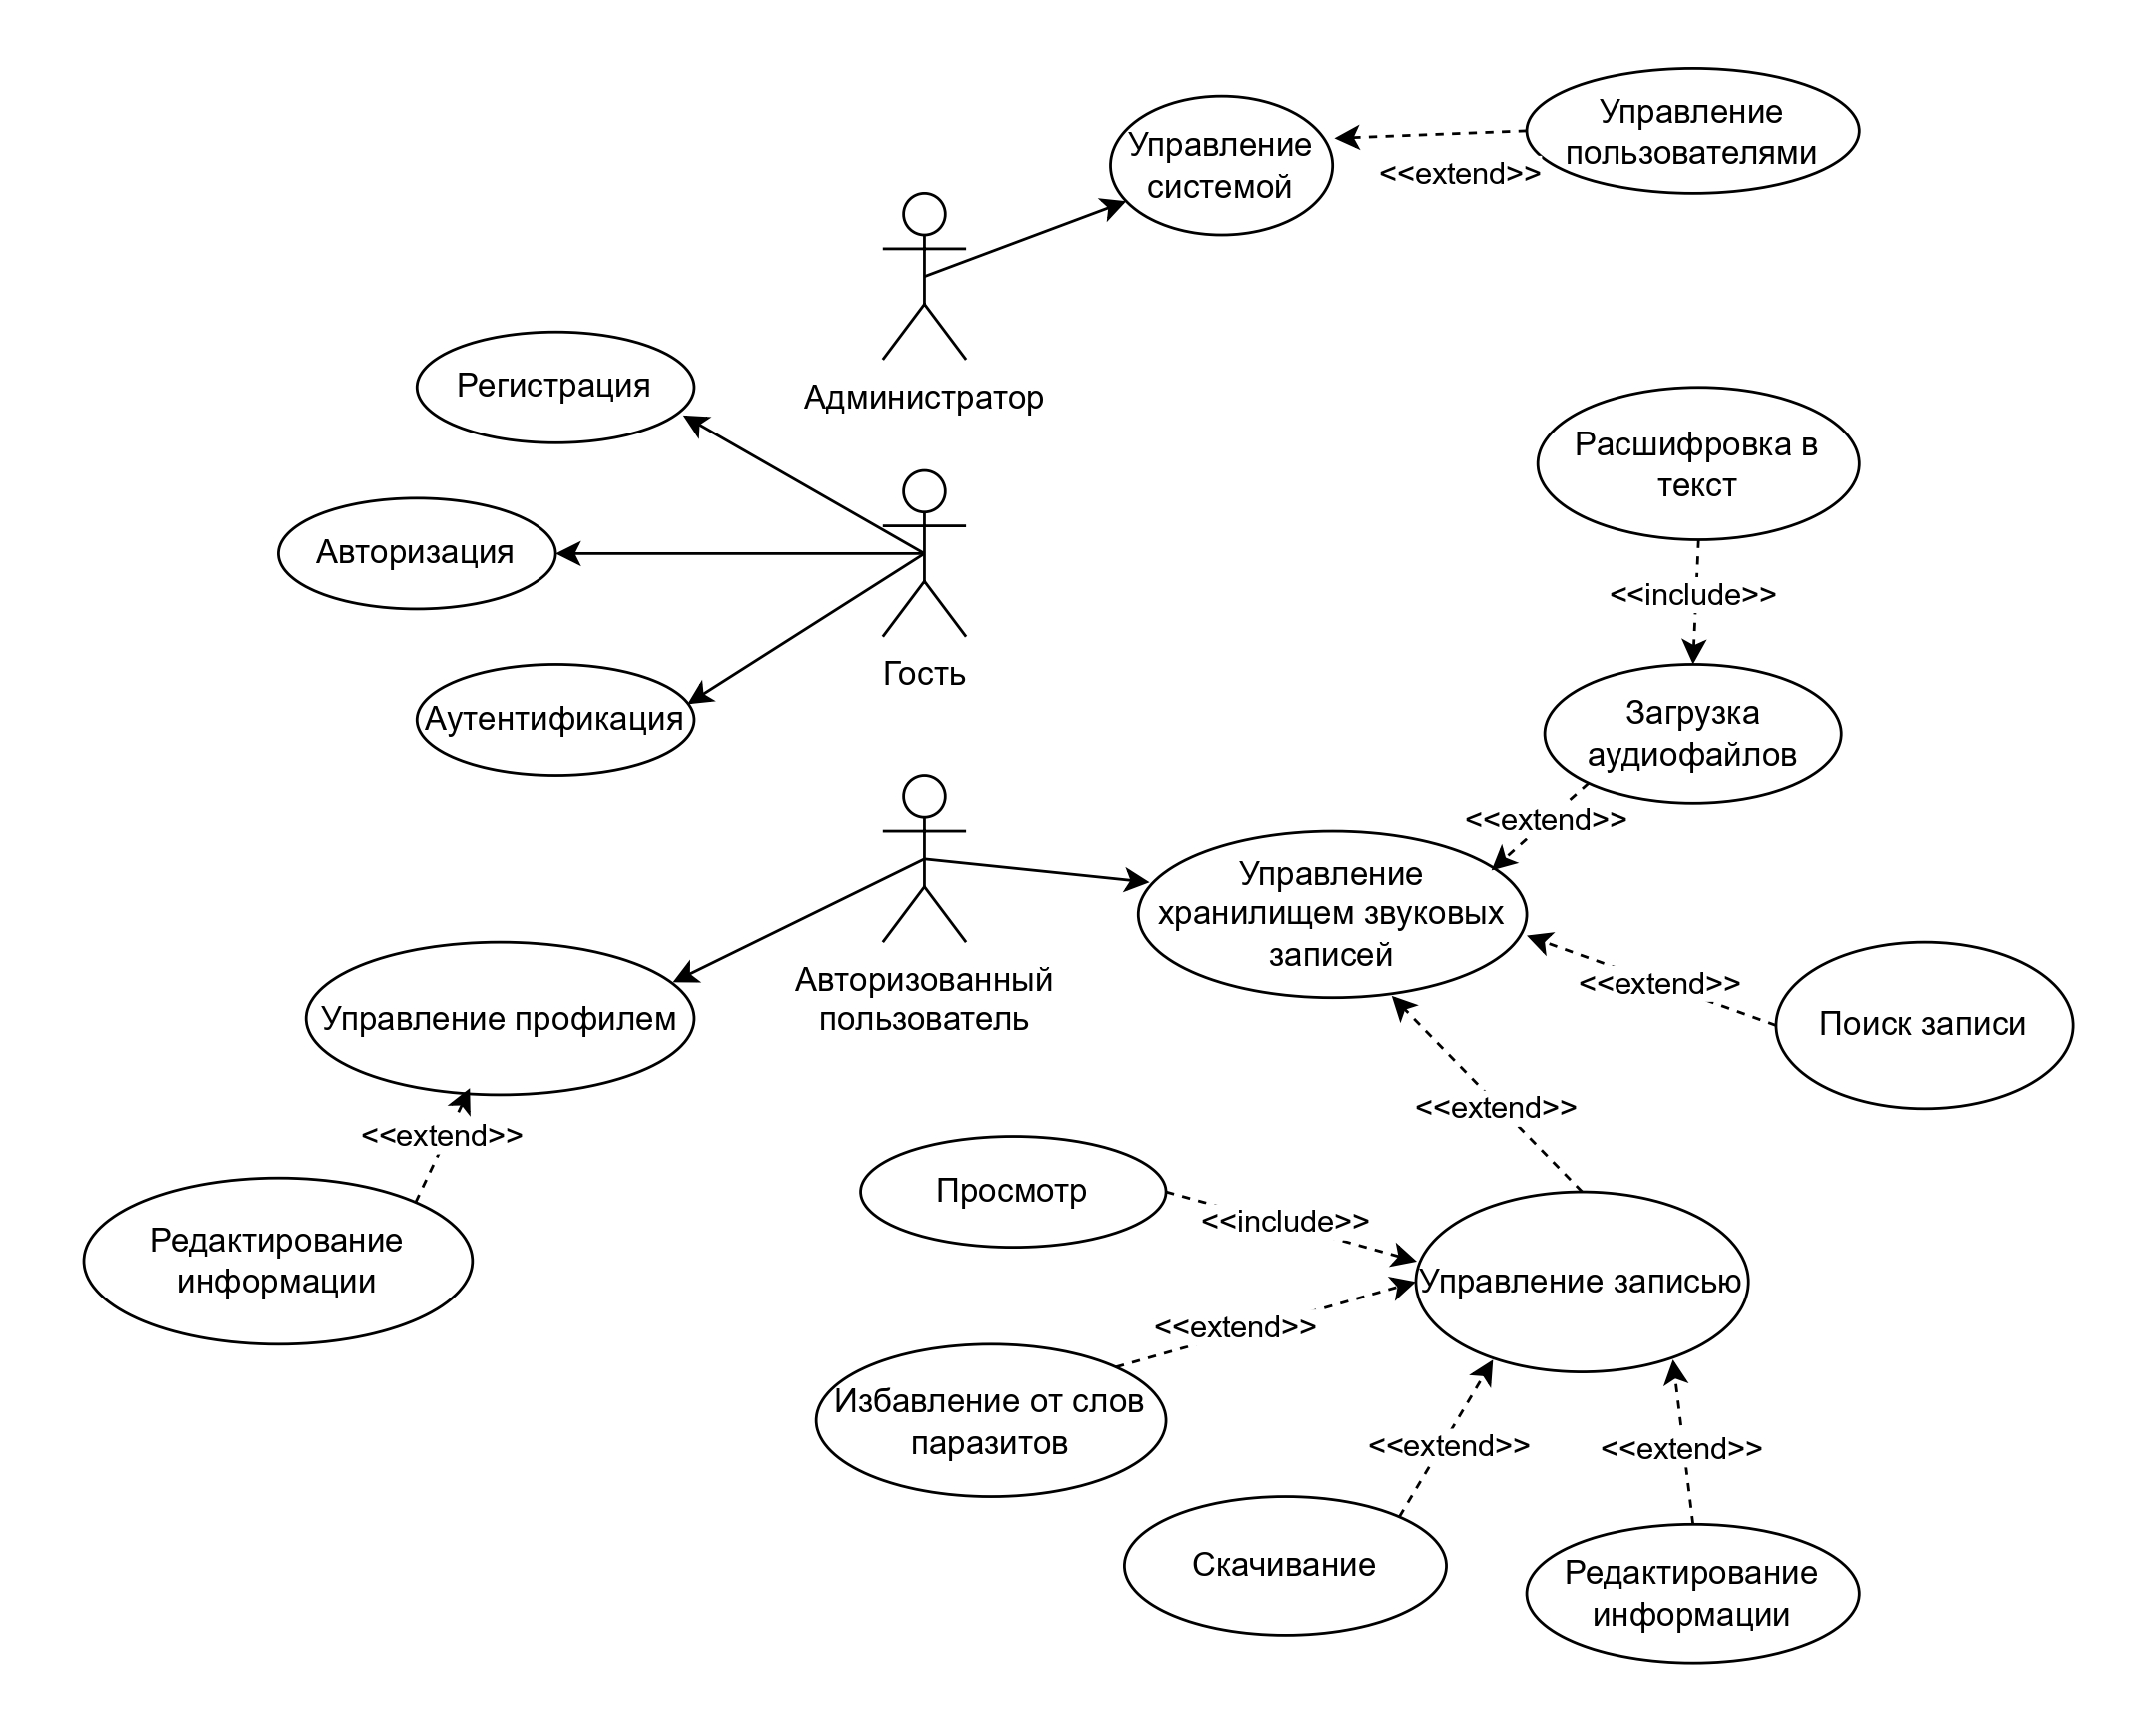 Управление
пользователями
Управление
системой
<<extend>>
Администратор
Регистрация
Расшифровка в
текст
Авторизация
<<include>>
Гость
Аутентификация
Загрузка
аудиофайлов
<<extend>>
Управление
хранилищем звуковых
записей
Авторизованный
пользователь
<<extend>>
Управление профилем
Поиск записи
<<extend>>
<<extend>>
Просмотр
<<include>>
Редактирование
информации
Управление записью
<<extend>>
Избавление от слов
паразитов
<<extend>>
<<extend>>
Скачивание
Редактирование
информации